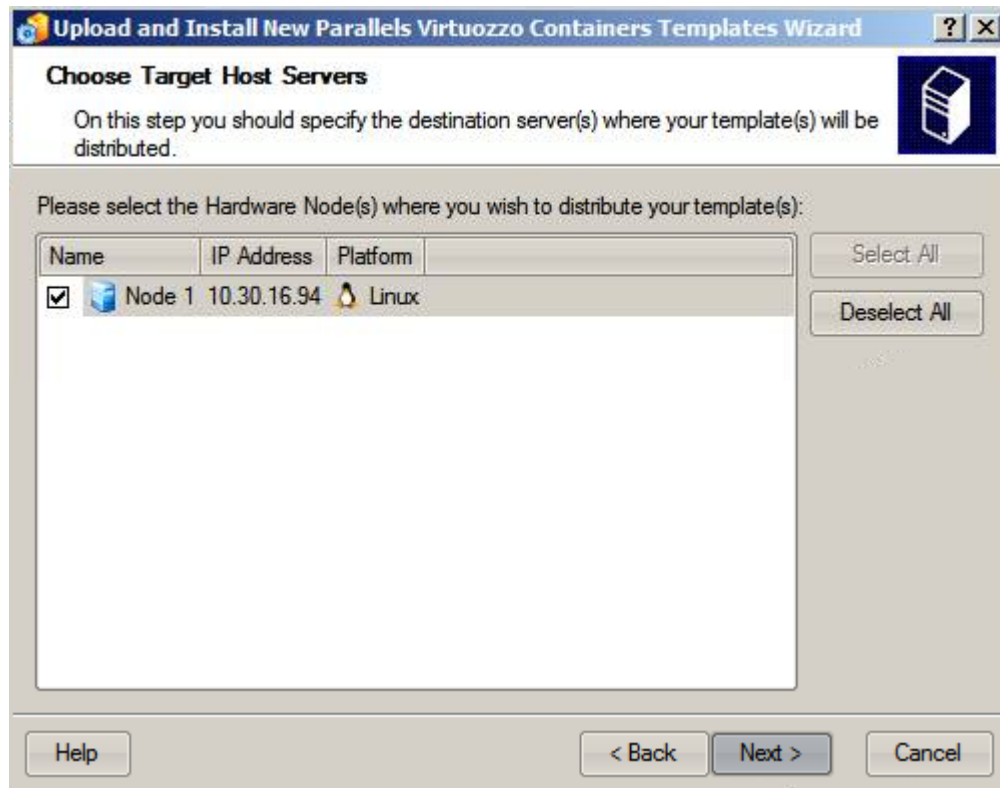 Upload and Install New Parallels Virtuozzo Containers Templates Wizard
Choose Target Host Servers
On this step you should specify the destination server(s) where your template(s) will be
distributed.
Please select the Hardware Node(s) where you wish to distribute your template(s):
Name IP Address Platform
Node 1 10.30.16.94 Linux
Select All
Deselect All
Help < Back Next > Cancel